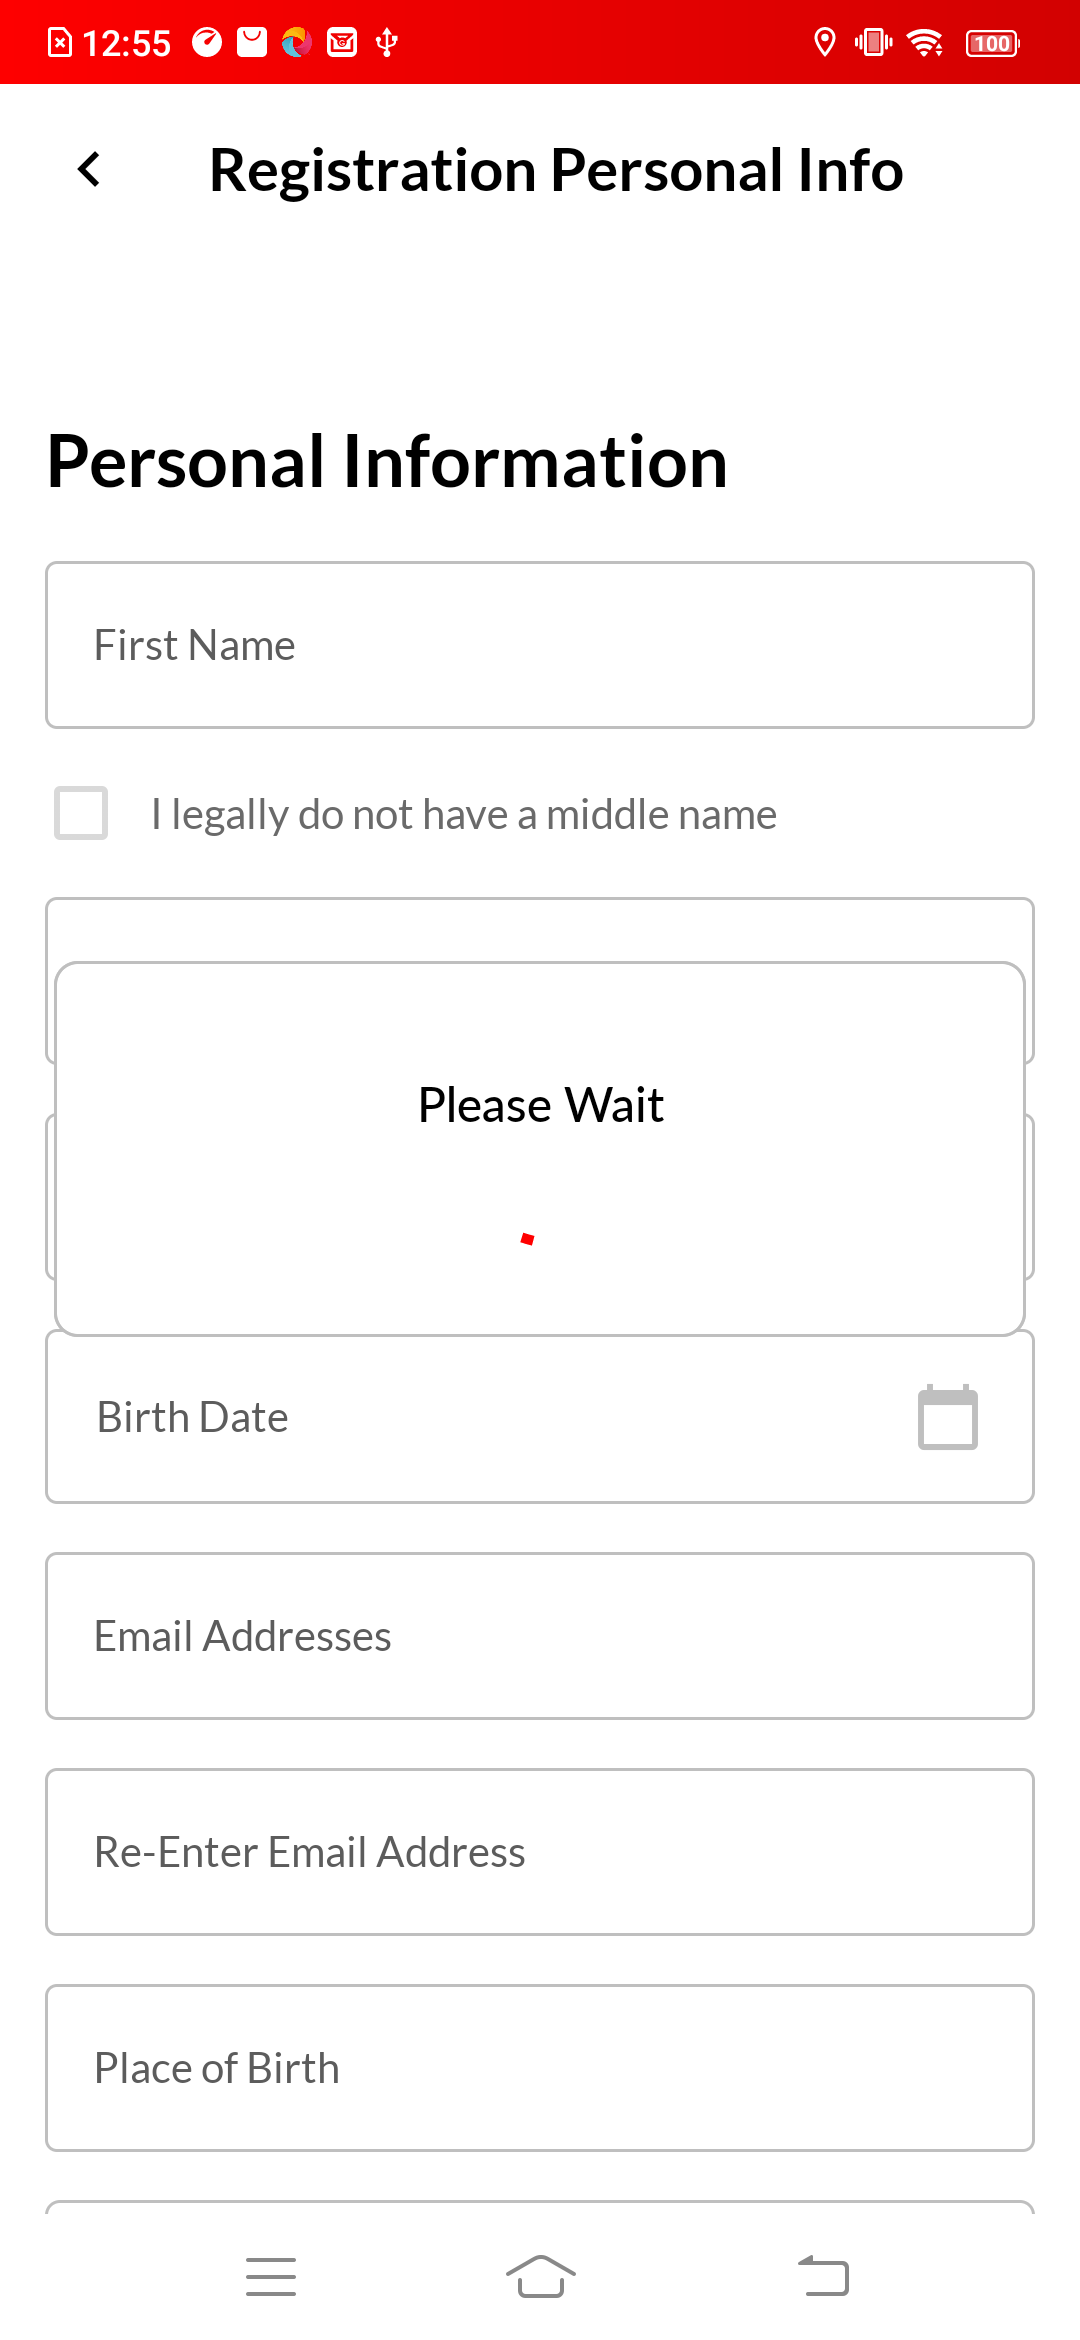 12:55
100
Registration Personal Info
Personal Information
First Name
I legally do not have a middle name
Please Wait
Birth Date
Email Addresses
Re-Enter Email Address
Place of Birth